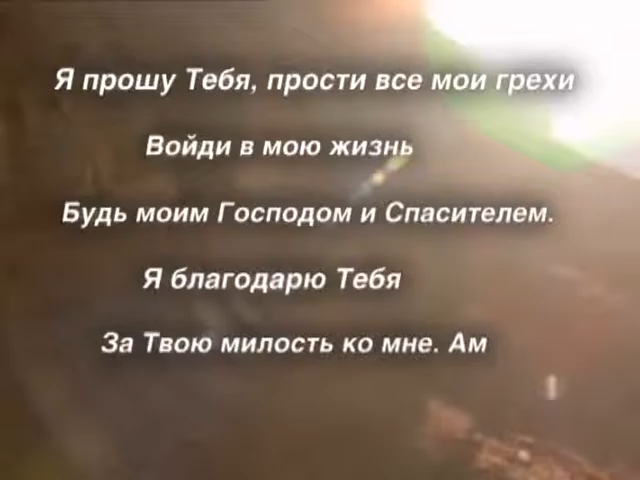 Я прошу Тебя, прости все мои грехи
Войди в мою жизнь
Будь моим Господом и Спасителем.
Я благодарю Тебя
За Твою милость ко мне. Ам